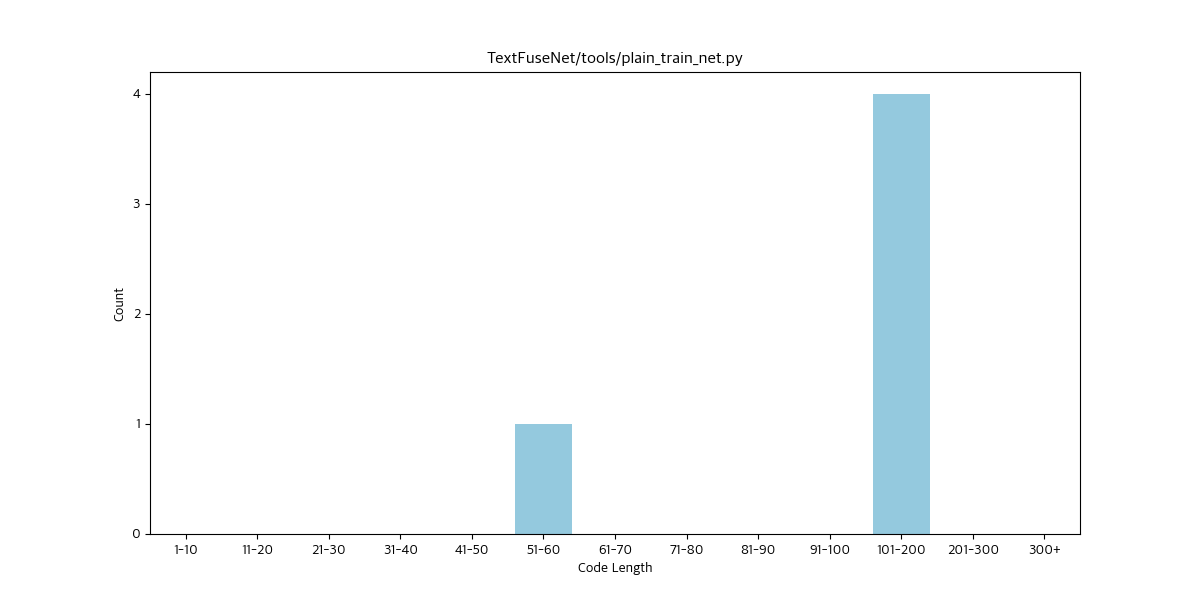 TextFuseNet/tools/plain_train_net.py
4
3
2
1
0
Count
1-10 11-20 21-30 31-40 41-50 51-60 61-70 71-80 81-90 91-100 101-200 201-300 300+
Code Length